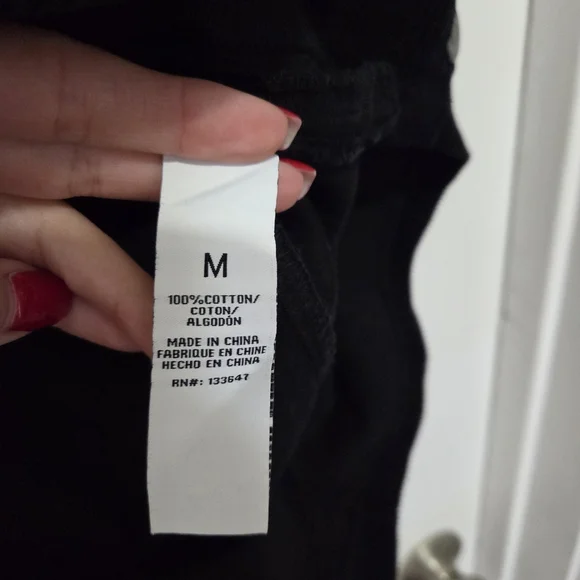 M
100%COTTON/
COTON/
ALGODÓN
MADE IN CHINA
FABRIQUE EN CHINE
HECHO EN CHINA
RN#: 133647